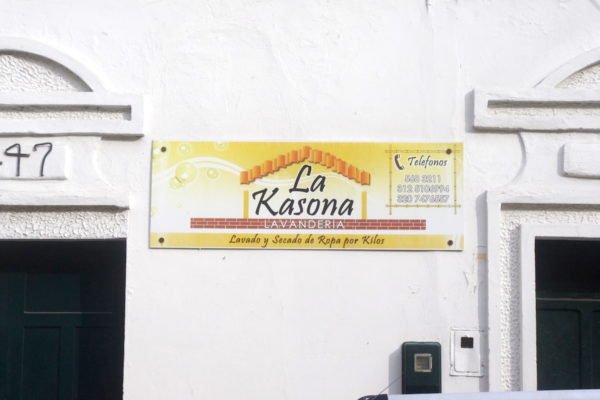 47
La
Kasona
LAVANDERIA
Lavado y Secado de Ropa por Kilos
Telefonos